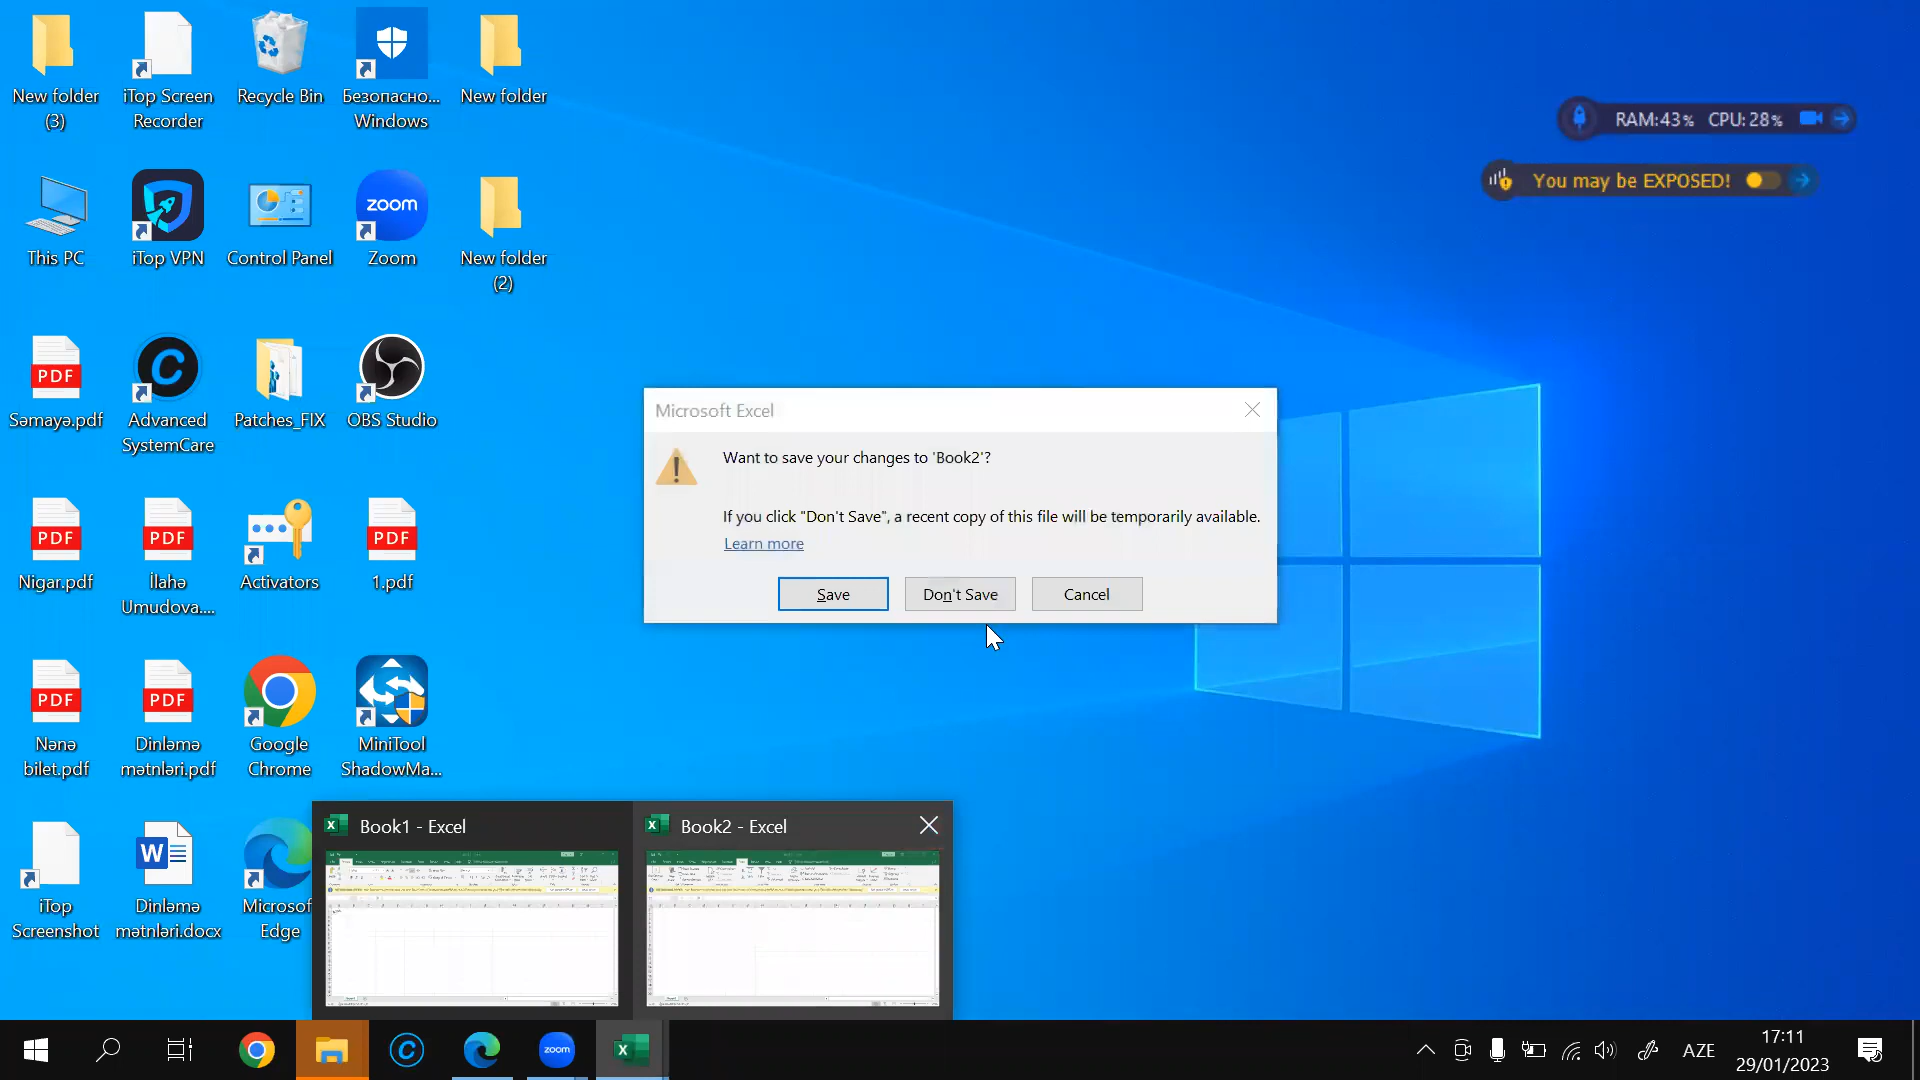 New folder
(3)
iTop Screen
Recorder
Recycle Bin
Безопасно...
Windows
New folder
RAM:43% CPU: 28%
You may be EXPOSED!
This PC
iTop VPN
Control Panel
zoom
Zoom
New folder
(2)
PDF
Səmayə.pdf
Advanced
SystemCare
Patches_FIX
OBS Studio
Microsoft Excel
Want to save your changes to 'Book2'?
If you click "Don't Save", a recent copy of this file will be temporarily available.
Learn more
Save
Don't Save
Cancel
PDF
Nigar.pdf
PDF
İlahə
Umudova....
Activators
PDF
1.pdf
PDF
Nənə
bilet.pdf
PDF
Dinləmə
mətnləri.pdf
Google
Chrome
MiniTool
ShadowMa...
iTop
Screenshot
Dinləmə
mətnləri.docx
Microsof
Edge
Book1 - Excel
Book2 - Excel
zoom
AZE
17:11
29/01/2023